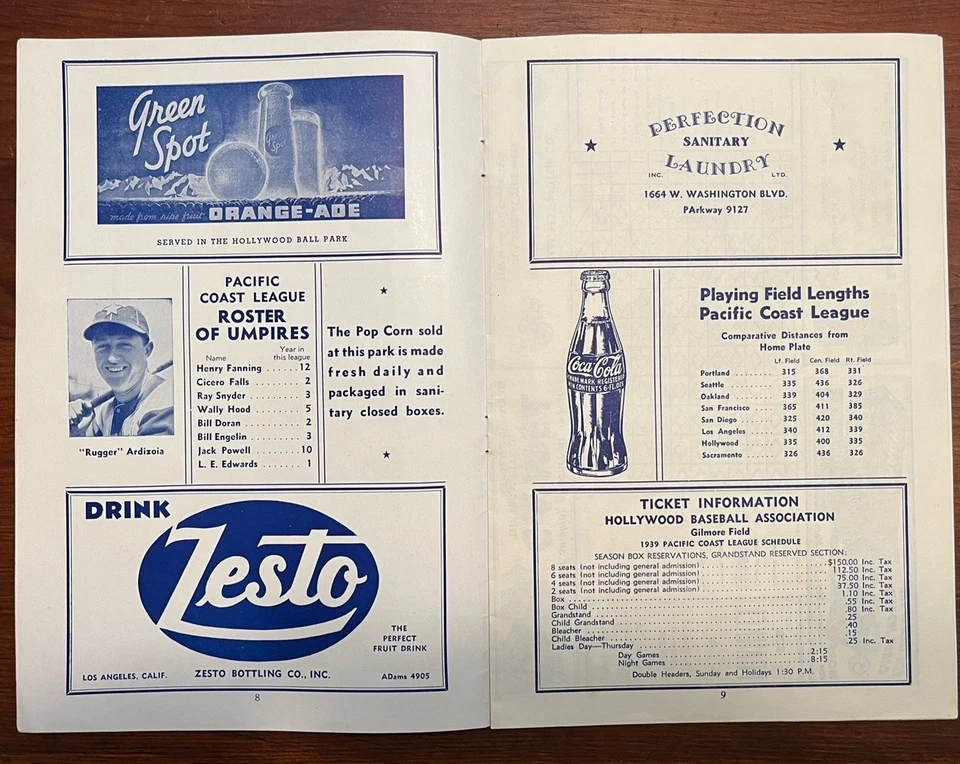 Green
Spot
made from ripe fruit ORANGE-ADE
SERVED IN THE HOLLYWOOD BALL PARK
"Rugger" Ardizoia
PACIFIC
COAST LEAGUE
ROSTER
OF UMPIRES
Year in
Name this league
Henry Fanning ...... 12
Cicero Falls ........ 2
Ray Snyder ........ 3
Wally Hood ........ 5
Bill Doran ......... 2
Bill Engelin ........ 3
Jack Powell ........ 10
L. E. Edwards ....... 1
The Pop Corn sold
at this park is made
fresh daily and
packaged in sani-
tary closed boxes.
DRINK
Zesto
THE
PERFECT
FRUIT DRINK
LOS ANGELES, CALIF. ZESTO BOTTLING CO., INC. ADams 4905
8
PERFECTION
SANITARY
LAUNDRY
INC. LTD.
1664 W. WASHINGTON BLVD.
PArkway 9127
Coca-Cola
TRADE MARK REGISTERED
MIN CONTENTS 6-FL. OZS.
Playing Field Lengths
Pacific Coast League
Comparative Distances from
Home Plate
Lf. Field Cen. Field Rt. Field
Portland ........ 315 368 331
Seattle ......... 335 436 326
Oakland ........ 339 404 329
San Francisco .... 365 411 385
San Diego ....... 325 420 340
Los Angeles ..... 340 412 339
Hollywood ...... 335 400 335
Sacramento ..... 326 436 326
TICKET INFORMATION
HOLLYWOOD BASEBALL ASSOCIATION
Gilmore Field
1939 PACIFIC COAST LEAGUE SCHEDULE
SEASON BOX RESERVATIONS, GRANDSTAND RESERVED SECTION:
8 seats (not including general admission) ........ $150.00 Inc. Tax
6 seats (not including general admission) ........ 112.50 Inc. Tax
4 seats (not including general admission) ........ 75.00 Inc. Tax
2 seats (not including general admission) ........ 37.50 Inc. Tax
Box ........ 1.10 Inc. Tax
Box Child ........ .55 Inc. Tax
Grandstand ........ .80 Inc. Tax
Child Grandstand ........ .25
Bleacher ........ .40
Child Bleacher ........ .15
Ladies Day—Thursday ........ .25 Inc. Tax
Day Games ........ 2:15
Night Games ........ 8:15
Double Headers, Sunday and Holidays 1:30 P.M.
9